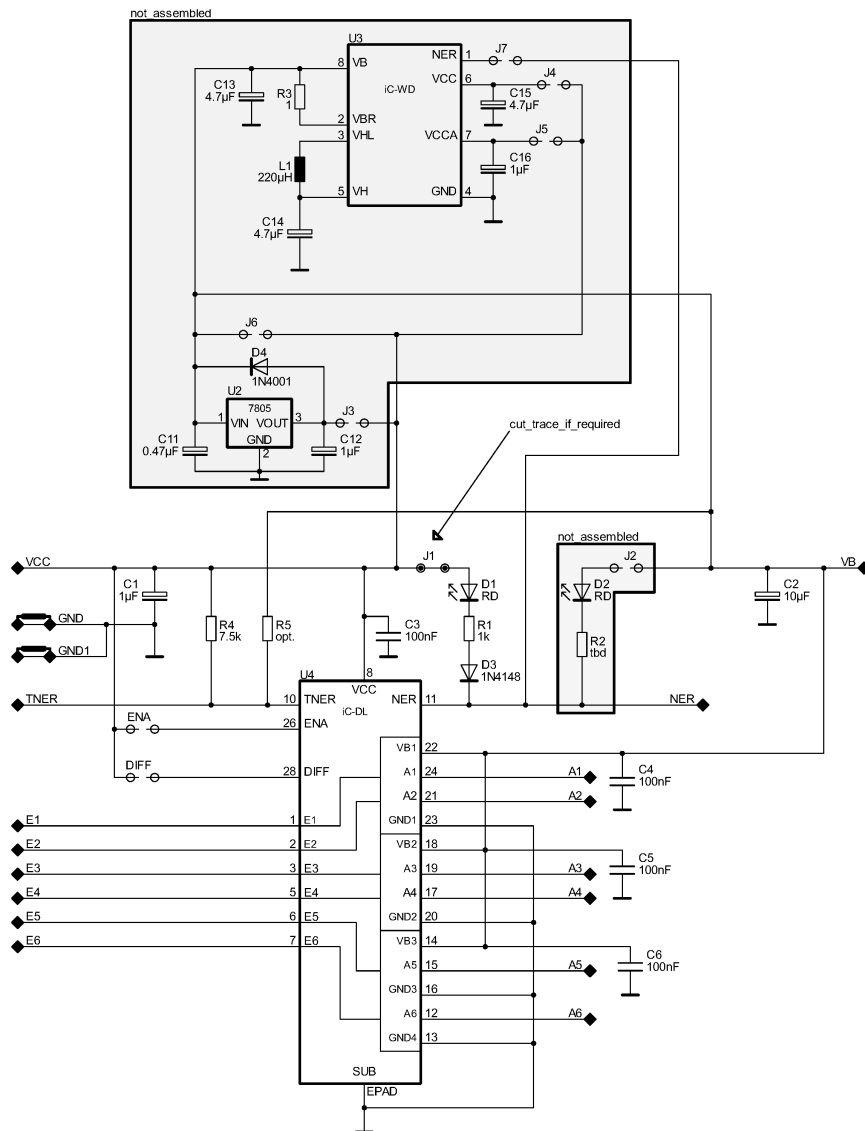 not_assembled
U3
NER 1 J7
8 VB
iC-WD
VCC 6 J4
C13
4.7µF
R3
1
C15
4.7µF
2 VBR
3 VHL
VCCA 7 J5
L1
220µH
C16
1µF
5 VH
GND 4
C14
4.7µF
J6
D4
1N4001
U2
7805
1 VIN VOUT 3 J3
GND
2
C11
0.47µF
C12
1µF
cut_trace_if_required
not_assembled
VCC
J1
J2
VB
C1
1µF
D1
RD
D2
RD
C2
10µF
GND
R4
7.5k
R5
opt.
C3
100nF
R1
1k
R2
tbd
GND1
D3
1N4148
U4
8
VCC
TNER
10 TNER
NER 11
NER
iC-DL
ENA
26 ENA
VB1 22
DIFF
28 DIFF
A1 24 A1
C4
100nF
A2 21 A2
E1 1 E1
GND1 23
E2 2 E2
VB2 18
C5
100nF
E3 3 E3
A3 19 A3
E4 5 E4
A4 17 A4
E5 6 E5
GND2 20
E6 7 E6
VB3 14
C6
100nF
A5 15 A5
GND3 16
A6 12 A6
GND4 13
SUB
EPAD